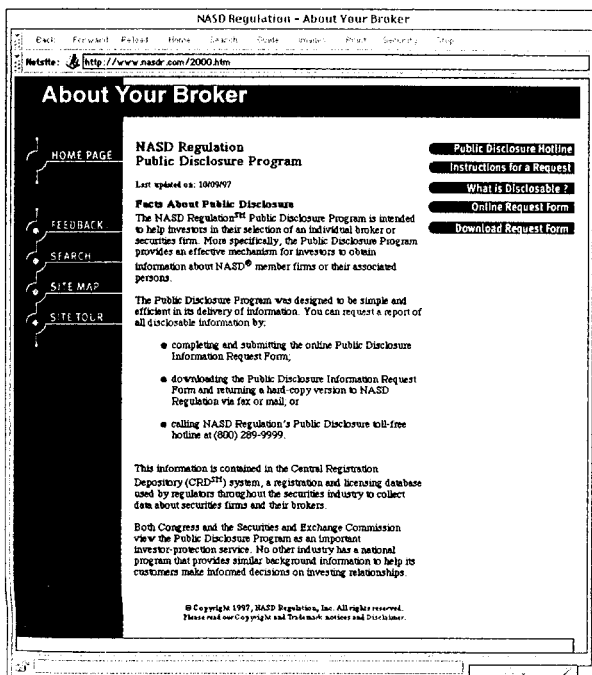 NASD Regulation - About Your Broker
Back Forward Reload Home Search Guide Images Print Security Stop
Netsite: http://www.nasdr.com/2000.htm
About Your Broker
HOME PAGE
FEEDBACK
SEARCH
SITE MAP
SITE TOUR
NASD Regulation
Public Disclosure Program
Last updated on: 10/09/97
Facts About Public Disclosure
The NASD Regulation℠ Public Disclosure Program is intended
to help investors in their selection of an individual broker or
securities firm. More specifically, the Public Disclosure Program
provides an effective mechanism for investors to obtain
information about NASD® member firms or their associated
persons.
The Public Disclosure Program was designed to be simple and
efficient in its delivery of information. You can request a report of
all disclosable information by:
● completing and submitting the online Public Disclosure
Information Request Form;
● downloading the Public Disclosure Information Request
Form and returning a hard-copy version to NASD
Regulation via fax or mail; or
● calling NASD Regulation's Public Disclosure toll-free
hotline at (800) 289-9999.
This information is contained in the Central Registration
Depository (CRD℠) system, a registration and licensing database
used by regulators throughout the securities industry to collect
data about securities firms and their brokers.
Both Congress and the Securities and Exchange Commission
view the Public Disclosure Program as an important
investor-protection service. No other industry has a national
program that provides similar background information to help its
customers make informed decisions on investing relationships.
© Copyright 1997, NASD Regulation, Inc. All rights reserved.
Please read our Copyright and Trademark notices and Disclaimer.
Public Disclosure Hotline
Instructions for a Request
What is Disclosable ?
Online Request Form
Download Request Form